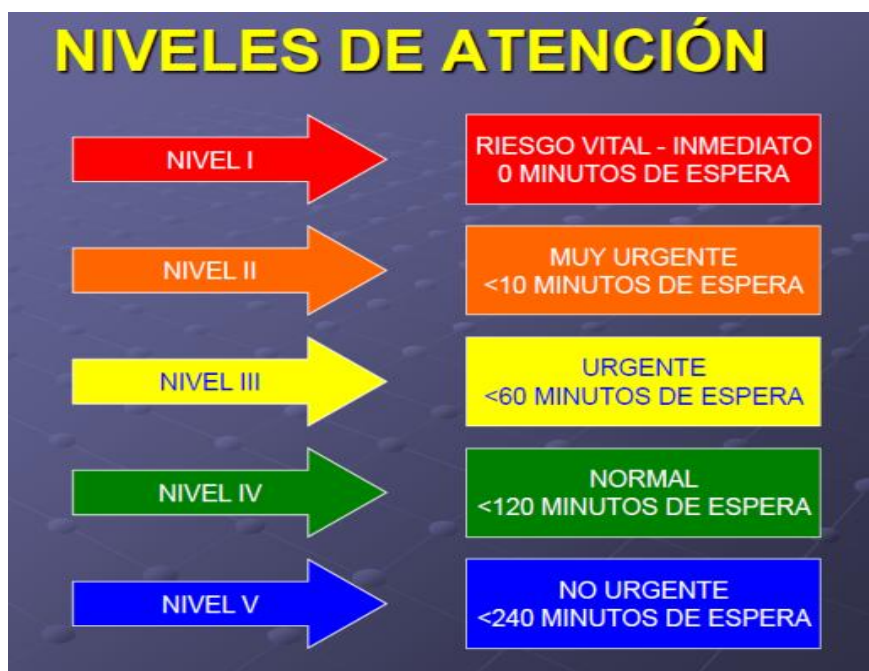 NIVELES DE ATENCIÓN
NIVEL I
RIESGO VITAL - INMEDIATO
0 MINUTOS DE ESPERA
NIVEL II
MUY URGENTE
<10 MINUTOS DE ESPERA
NIVEL III
URGENTE
<60 MINUTOS DE ESPERA
NIVEL IV
NORMAL
<120 MINUTOS DE ESPERA
NIVEL V
NO URGENTE
<240 MINUTOS DE ESPERA